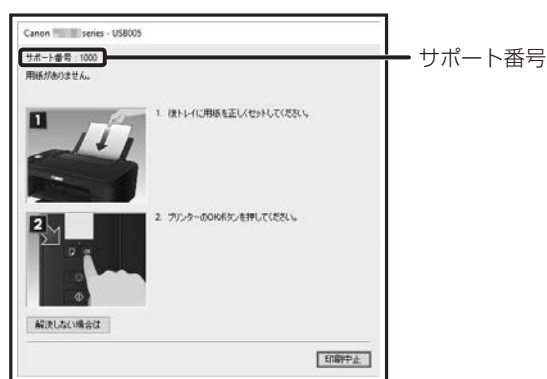 Canon series - USB005
サポート番号 : 1000
サポート番号
用紙がありません。
1
1. 後トレイに用紙を正しくセットしてください。
2
2. プリンターのOKボタンを押してください。
OK
解決しない場合は
印刷中止